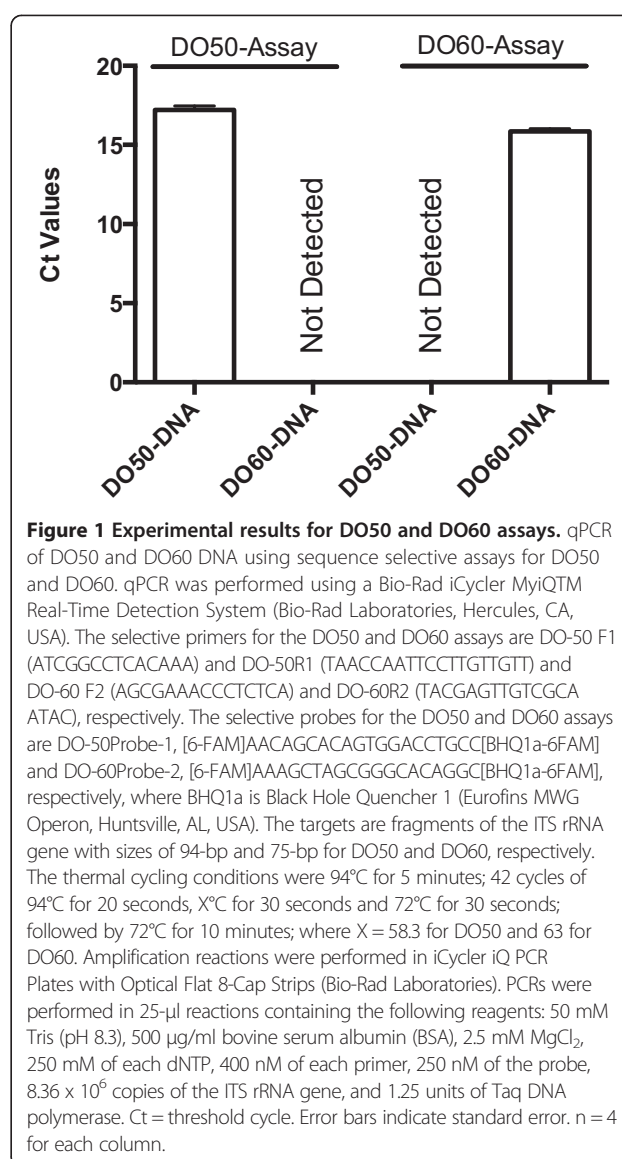 DO50-Assay DO60-Assay
20
15
10
5
0
Ct Values
Not Detected
Not Detected
DO50-DNA
DO60-DNA
DO50-DNA
DO60-DNA
Figure 1 Experimental results for DO50 and DO60 assays. qPCR
of DO50 and DO60 DNA using sequence selective assays for DO50
and DO60. qPCR was performed using a Bio-Rad iCycler MyiQTM
Real-Time Detection System (Bio-Rad Laboratories, Hercules, CA,
USA). The selective primers for the DO50 and DO60 assays are DO-50 F1
(ATCGGCCTCACAAA) and DO-50R1 (TAACCAATTCCTTGTTGTT) and
DO-60 F2 (AGCGAAACCCTCTCA) and DO-60R2 (TACGAGTTGTCGCA
ATAC), respectively. The selective probes for the DO50 and DO60 assays
are DO-50Probe-1, [6-FAM]AACAGCACAGTGGACCTGCC[BHQ1a-6FAM]
and DO-60Probe-2, [6-FAM]AAAGCTAGCGGGCACAGGC[BHQ1a-6FAM],
respectively, where BHQ1a is Black Hole Quencher 1 (Eurofins MWG
Operon, Huntsville, AL, USA). The targets are fragments of the ITS rRNA
gene with sizes of 94-bp and 75-bp for DO50 and DO60, respectively.
The thermal cycling conditions were 94°C for 5 minutes; 42 cycles of
94°C for 20 seconds, X°C for 30 seconds and 72°C for 30 seconds;
followed by 72°C for 10 minutes; where X = 58.3 for DO50 and 63 for
DO60. Amplification reactions were performed in iCycler iQ PCR
Plates with Optical Flat 8-Cap Strips (Bio-Rad Laboratories). PCRs were
performed in 25-μl reactions containing the following reagents: 50 mM
Tris (pH 8.3), 500 μg/ml bovine serum albumin (BSA), 2.5 mM MgCl₂,
250 mM of each dNTP, 400 nM of each primer, 250 nM of the probe,
8.36 x 10⁶ copies of the ITS rRNA gene, and 1.25 units of Taq DNA
polymerase. Ct = threshold cycle. Error bars indicate standard error. n = 4
for each column.